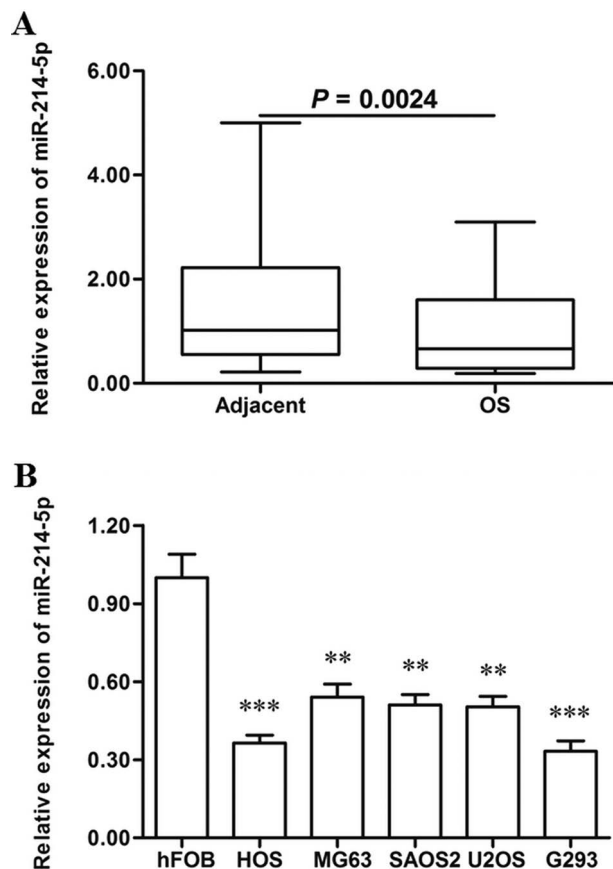 A
Relative expression of miR-214-5p
6.00
4.00
2.00
0.00
P = 0.0024
Adjacent OS
B
Relative expression of miR-214-5p
1.20
0.90
0.60
0.30
0.00
*** ** ** ** ***
hFOB HOS MG63 SAOS2 U2OS G293